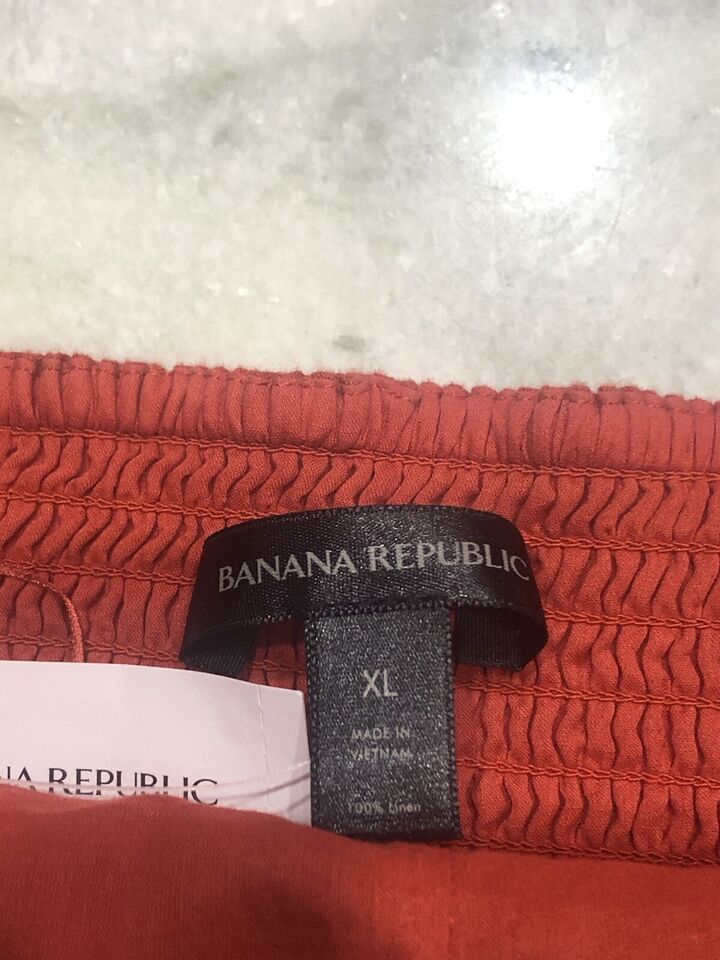 BANANA REPUBLIC
XL
MADE IN
VIETNAM
100% Linen
NA REPUBLIC